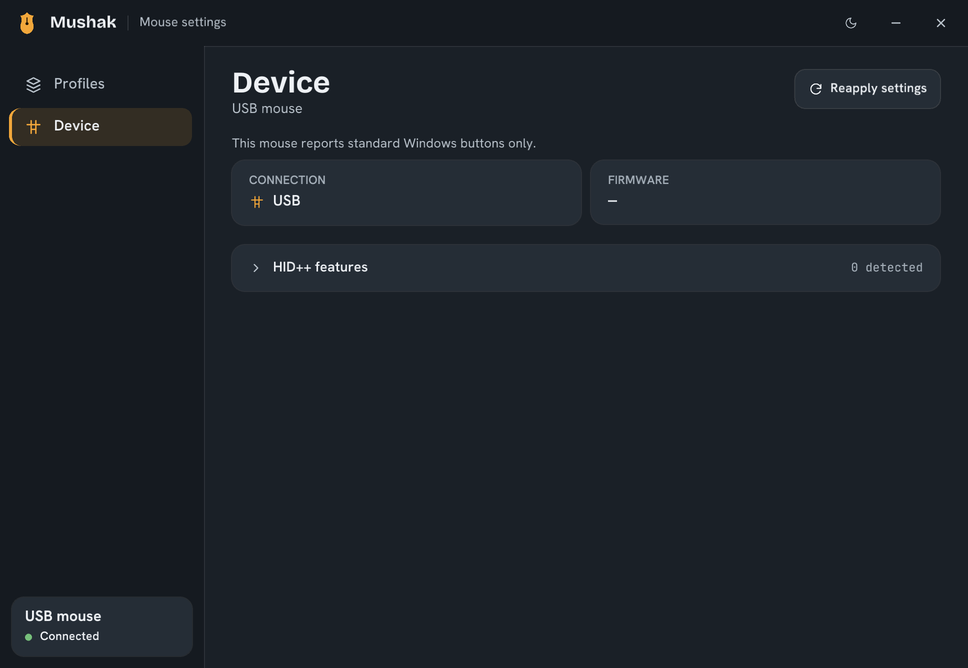 Mushak
Mouse settings
Profiles
Device
Device
USB mouse
Reapply settings
This mouse reports standard Windows buttons only.
CONNECTION
USB
FIRMWARE
—
HID++ features
0 detected
USB mouse
Connected